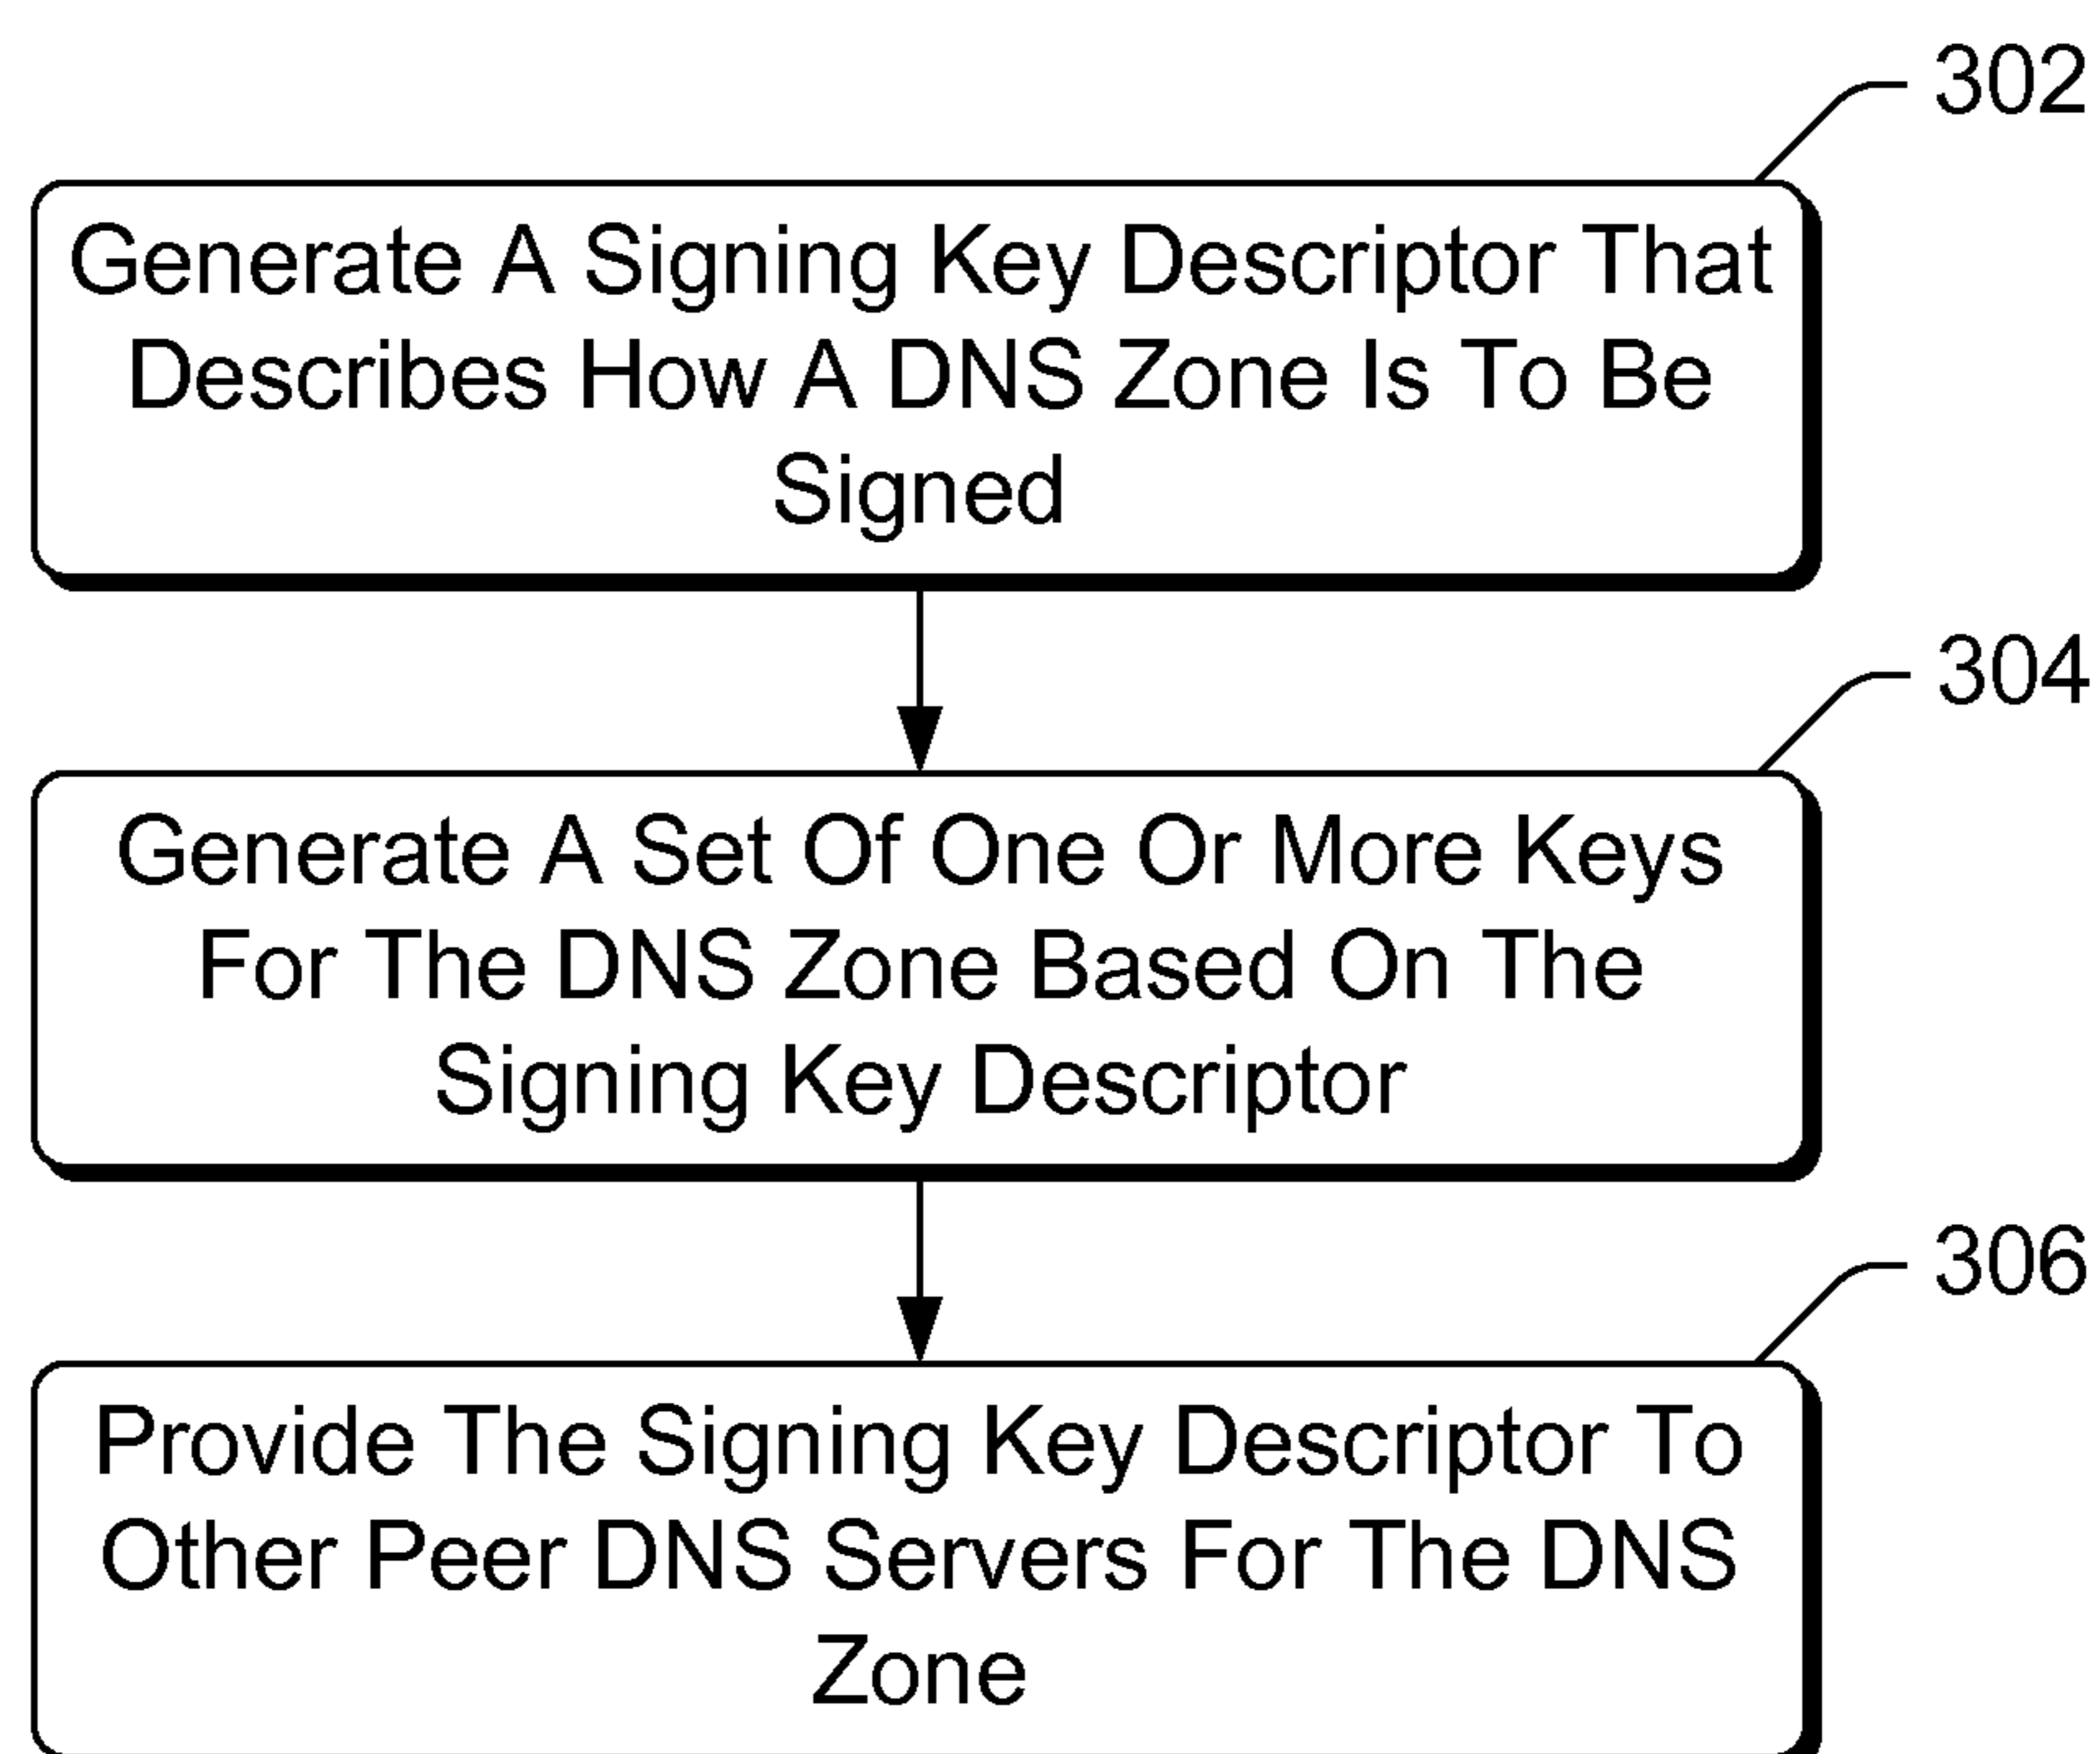 302
Generate A Signing Key Descriptor That
Describes How A DNS Zone Is To Be
Signed
304
Generate A Set Of One Or More Keys
For The DNS Zone Based On The
Signing Key Descriptor
306
Provide The Signing Key Descriptor To
Other Peer DNS Servers For The DNS
Zone